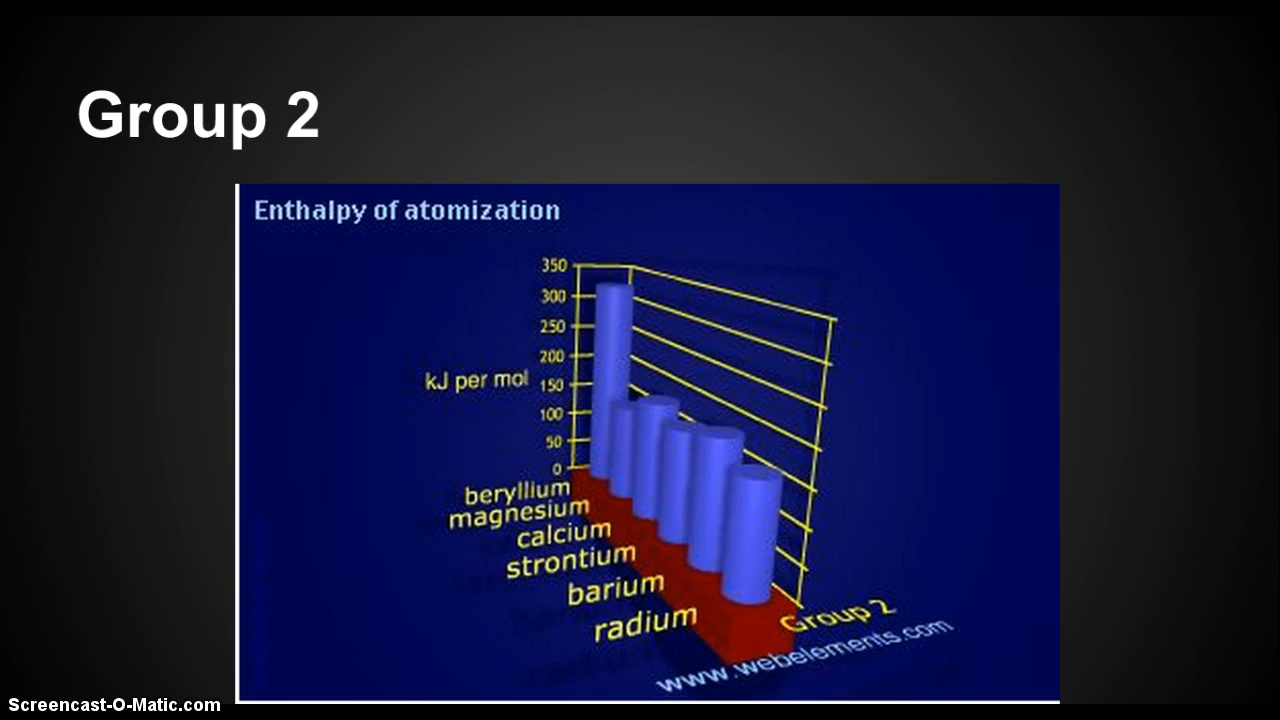 Group 2
Enthalpy of atomization
350
300
250
200
kJ per mol
150
100
50
0
beryllium
magnesium
calcium
strontium
barium
radium
Group 2
www.webelements.com
Screencast-O-Matic.com